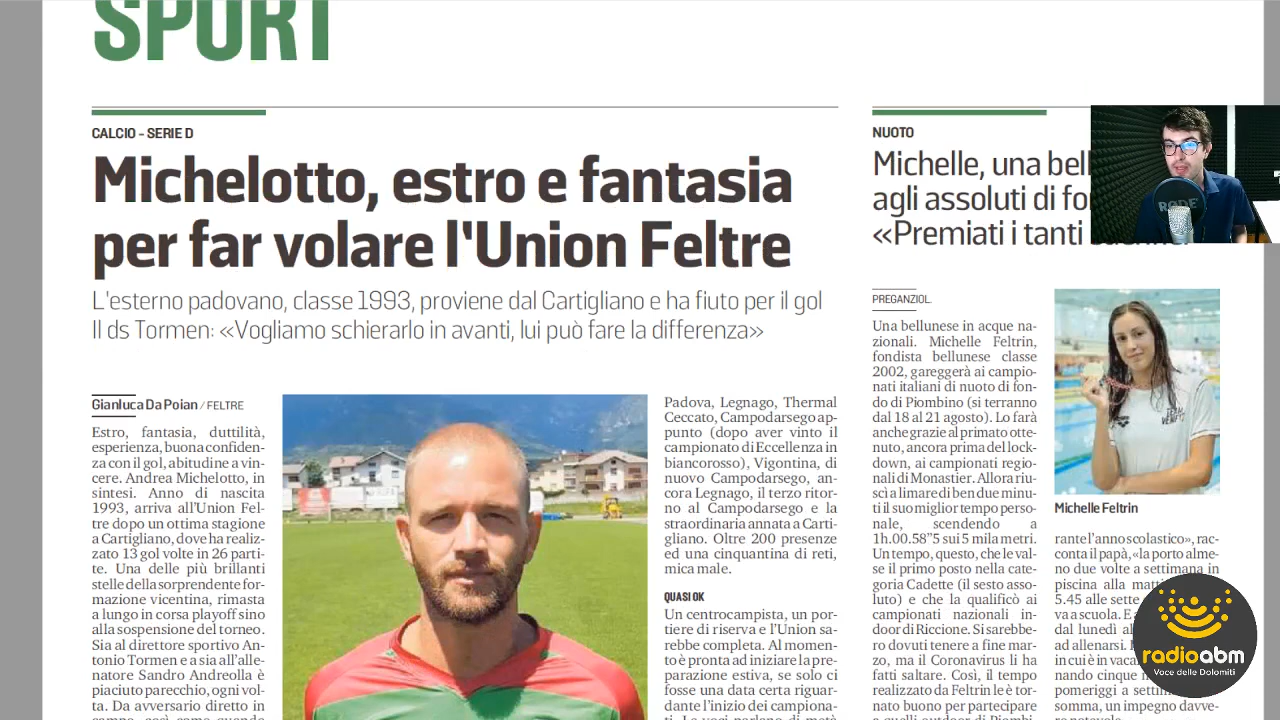 SPORT
CALCIO - SERIE D
Michelotto, estro e fantasia
per far volare l'Union Feltre
L'esterno padovano, classe 1993, proviene dal Cartigliano e ha fiuto per il gol
Il ds Tormen: «Vogliamo schierarlo in avanti, lui può fare la differenza»
Gianluca Da Poian / FELTRE
Estro, fantasia, duttilità,
esperienza, buona confiden-
za con il gol, abitudine a vin-
cere. Andrea Michelotto, in
sintesi. Anno di nascita
1993, arriva all'Union Fel-
tre dopo un ottima stagione
a Cartigliano, dove ha realiz-
zato 13 gol volte in 26 parti-
te. Una delle più brillanti
stelle della sorprendente for-
mazione vicentina, rimasta
a lungo in corsa playoff sino
alla sospensione del torneo.
Sia al direttore sportivo An-
tonio Tormen e a sia all'alle-
natore Sandro Andreolla è
piaciuto parecchio, ogni vol-
ta. Da avversario diretto in
campo, così come quando
Padova, Legnago, Thermal
Ceccato, Campodarsego ap-
punto (dopo aver vinto il
campionato di Eccellenza in
biancorosso), Vigontina, di
nuovo Campodarsego, an-
cora Legnago, il terzo ritor-
no al Campodarsego e la
straordinaria annata a Carti-
gliano. Oltre 200 presenze
ed una cinquantina di reti,
mica male.
QUASI OK
Un centrocampista, un por-
tiere di riserva e l'Union sa-
rebbe completa. Al momen-
to è pronta ad iniziare la pre-
parazione estiva, se solo ci
fosse una data certa riguar-
dante l'inizio dei campiona-
ti. Le voci parlano di metà
NUOTO
Michelle, una bell
agli assoluti di fo
«Premiati i tanti
PREGANZIOL
Una bellunese in acque na-
zionali. Michelle Feltrin,
fondista bellunese classe
2002, gareggerà ai campio-
nati italiani di nuoto di fon-
do di Piombino (si terranno
dal 18 al 21 agosto). Lo farà
anche grazie al primato otte-
nuto, ancora prima del lock-
down, ai campionati regio-
nali di Monastier. Allora riu-
scì a limare di ben due minu-
ti il suo miglior tempo perso-
nale, scendendo a
1h.00.58”5 sui 5 mila metri.
Un tempo, questo, che le val-
se il primo posto nella cate-
goria Cadette (il sesto asso-
luto) e che la qualificò ai
campionati nazionali in-
door di Riccione. Si sarebbe-
ro dovuti tenere a fine mar-
zo, ma il Coronavirus li ha
fatti saltare. Così, il tempo
realizzato da Feltrin le è tor-
nato buono per partecipare
a quelli outdoor di Piombi-
Michelle Feltrin
rante l'anno scolastico», rac-
conta il papà, «la porto alme-
no due volte a settimana in
piscina alla matti
5.45 alle sette
va a scuola. E
dal lunedì al
ad allenarsi.
in cui è in vaca
nando cinque
pomeriggi a settim
somma, un impegno davve-
ro notevole
RODE
radioabm
Voce delle Dolomiti